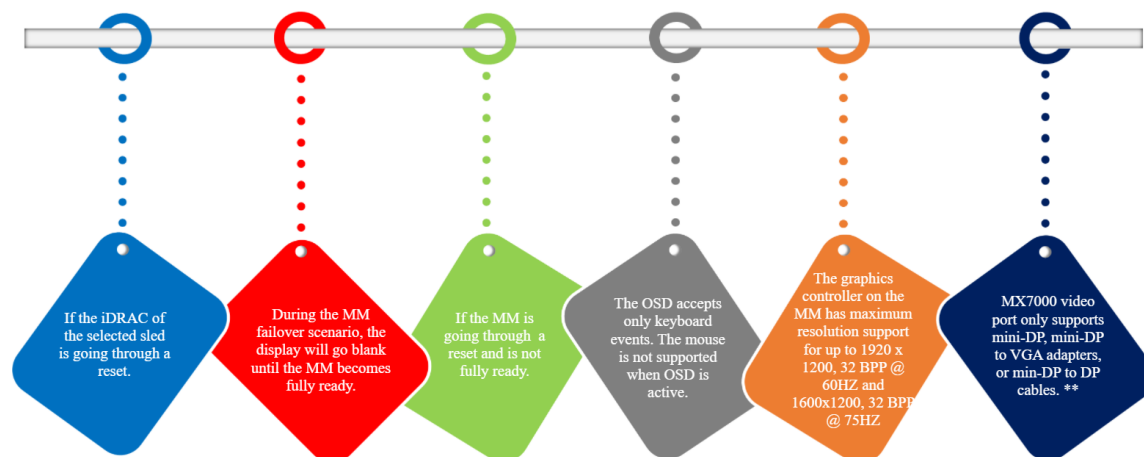 If the iDRAC of
the selected sled
is going through a
reset.
During the MM
failover scenario, the
display will go blank
until the MM becomes
fully ready.
If the MM is
going through a
reset and is not
fully ready.
The OSD accepts
only keyboard
events. The mouse
is not supported
when OSD is
active.
The graphics
controller on the
MM has maximum
resolution support
for up to 1920 x
1200, 32 BPP @
60HZ and
1600x1200, 32 BPP
@ 75HZ
MX7000 video
port only supports
mini-DP, mini-DP
to VGA adapters,
or min-DP to DP
cables. **